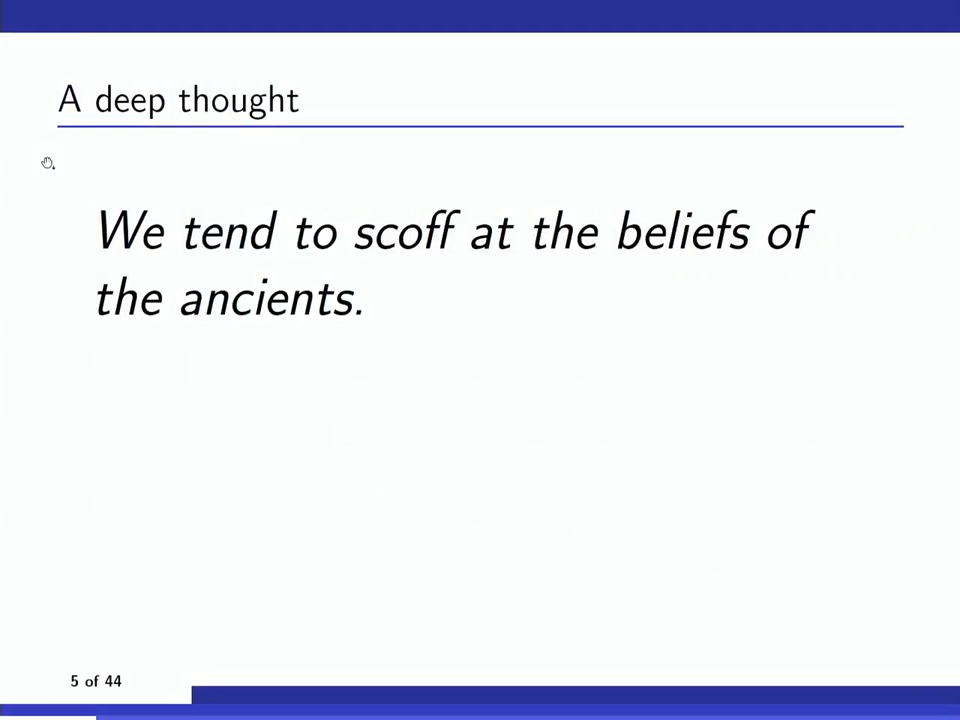 A deep thought
We tend to scoff at the beliefs of
the ancients.
5 of 44